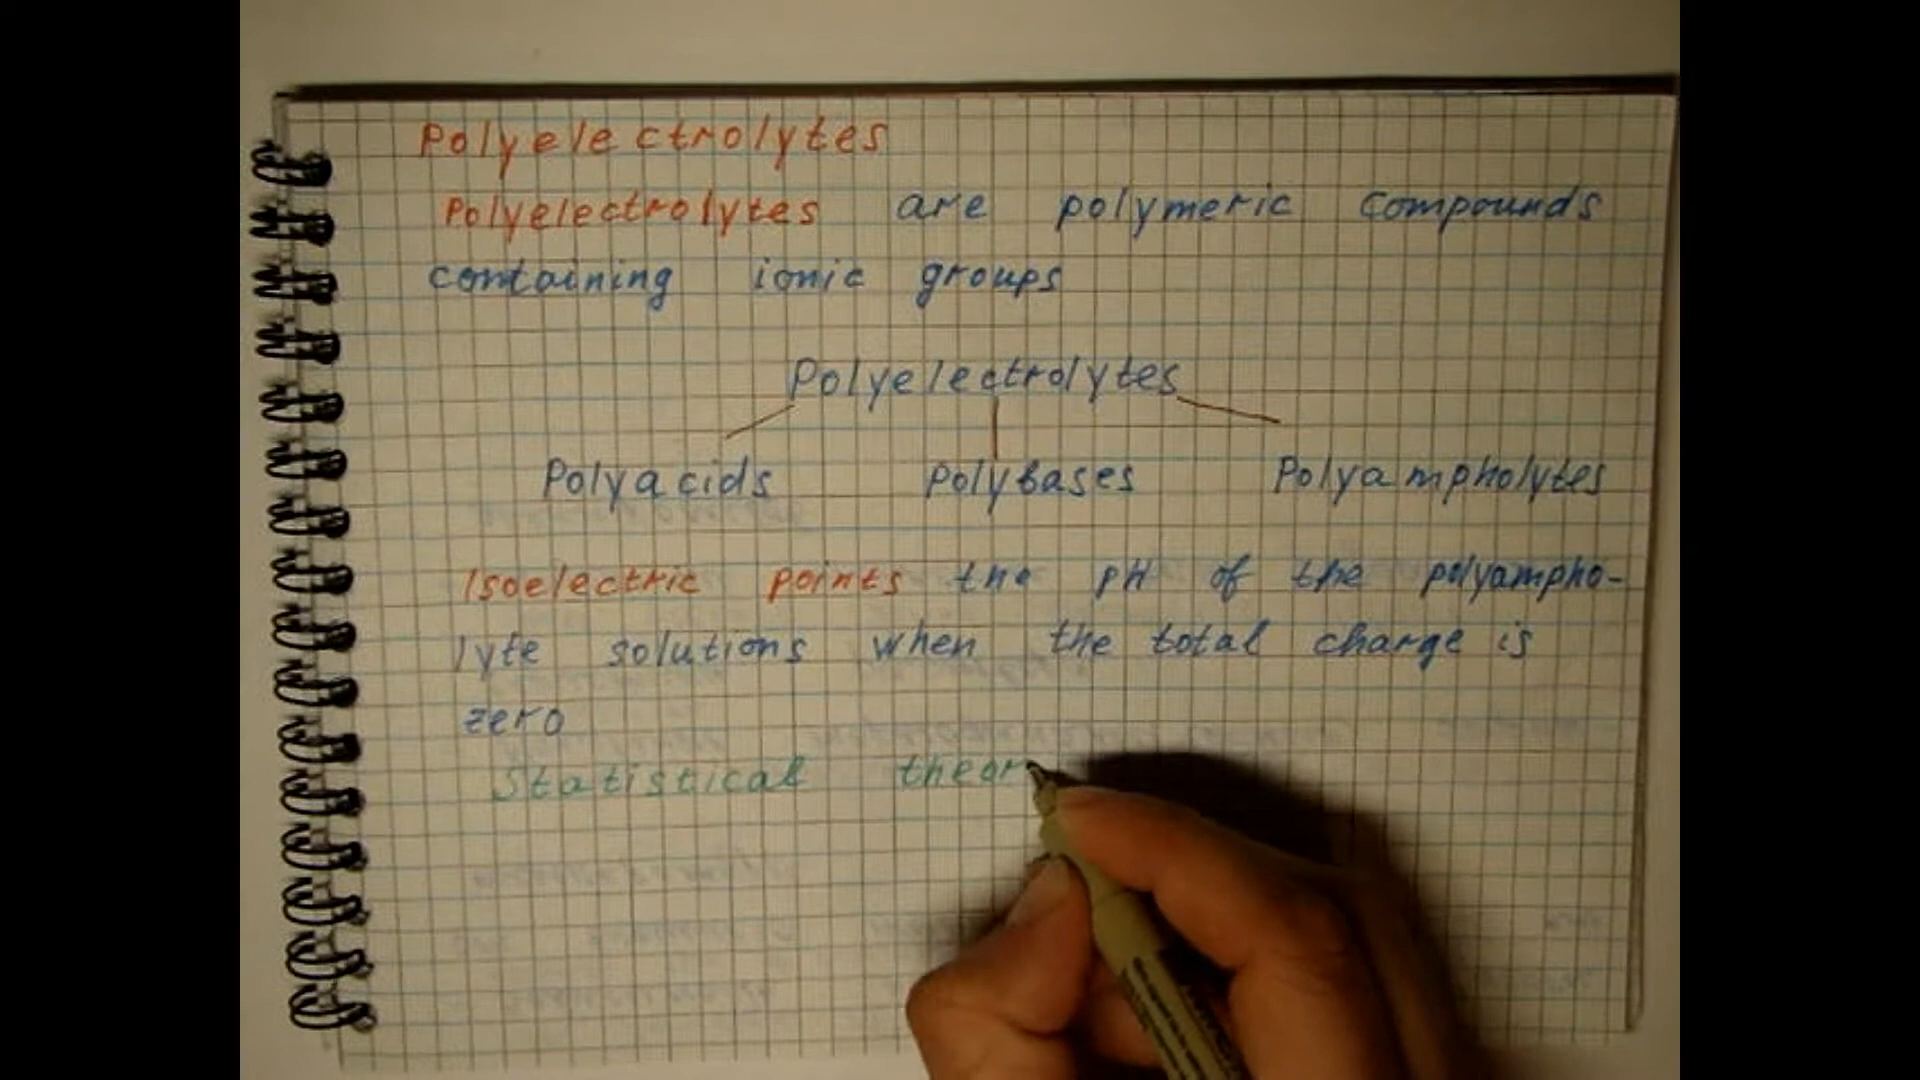 Polyelectrolytes
Polyelectrolytes are polymeric compounds
containing ionic groups
Polyelectrolytes
Polyacids Polybases Polyampholytes
Isoelectric points the pH of the polyampho-
lyte solutions when the total charge is
zero
Statistical theor